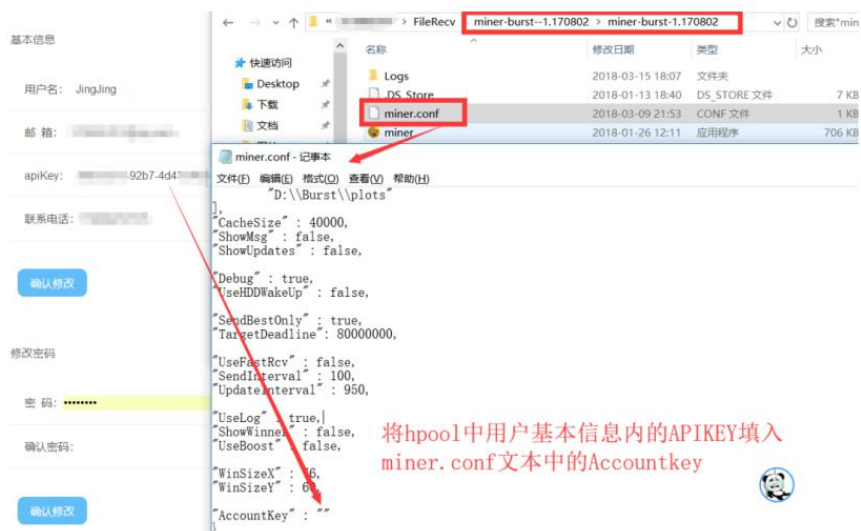 基本信息
用户名: JingJing
邮 箱:
apiKey: -92b7-4d4
联系电话:
确认修改
修改密码
密 码: ••••••••
确认密码:
确认修改
« > FileRecv miner-burst--1.170802 > miner-burst-1.170802 搜索"min
名称 修改日期 类型 大小
快速访问
Desktop
下载
文档
Logs 2018-03-15 18:07 文件夹
.DS_Store 2018-01-13 18:40 DS_STORE 文件 7 KB
miner.conf 2018-03-09 21:53 CONF 文件 1 KB
miner 2018-01-26 12:11 应用程序 706 KB
miner.conf - 记事本
文件(F) 编辑(E) 格式(O) 查看(V) 帮助(H)
"D:\\Burst\\plots"
],
"CacheSize" : 40000,
"ShowMsg" : false,
"ShowUpdates" : false,
"Debug" : true,
"UseHDDWakeUp" : false,
"SendBestOnly" : true,
"TargetDeadline": 80000000,
"UseFastRcv" : false,
"SendInterval" : 100,
"UpdateInterval" : 950,
"UseLog" : true,
"ShowWinner" : false,
"UseBoost" : false,
"WinSizeX" : 76,
"WinSizeY" :
"AccountKey" : ""
}
将hpool中用户基本信息内的APIKEY填入
miner.conf文本中的Accountkey